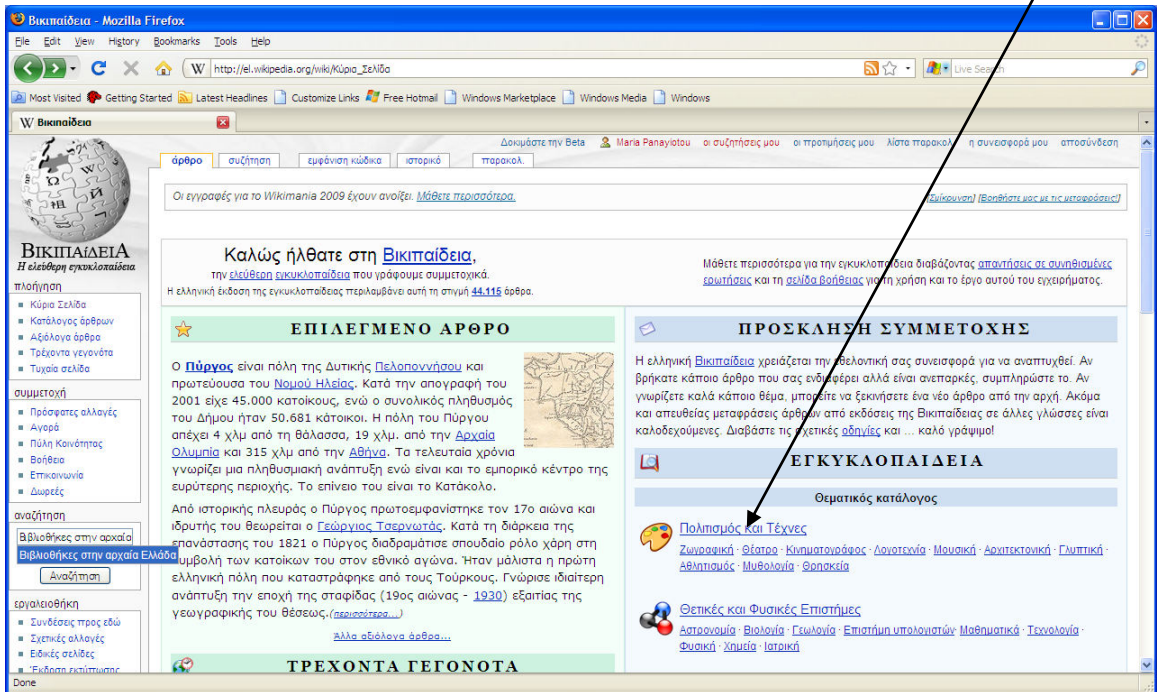 Βικιπαίδεια - Mozilla Firefox
File Edit View History Bookmarks Tools Help
W http://el.wikipedia.org/wiki/Κύρια_Σελίδα
Live Search
Most Visited Getting Started Latest Headlines Customize Links Free Hotmail Windows Marketplace Windows Media Windows
W Βικιπαίδεια
Δοκιμάστε την Beta Maria Panayiotou οι συζητήσεις μου οι προτιμήσεις μου λίστα παρακολ. η συνεισφορά μου αποσύνδεση
άρθρο συζήτηση εμφάνιση κώδικα ιστορικό παρακολ.
Οι εγγραφές για το Wikimania 2009 έχουν ανοίξει. Μάθετε περισσότερα.
[Σμίκρυνση] [Βοηθήστε μας με τις μεταφράσεις!]
ΒΙΚΙΠΑίΔΕΙΑ
Η ελεύθερη εγκυκλοπαίδεια
πλοήγηση
Κύρια Σελίδα
Κατάλογος άρθρων
Αξιόλογα άρθρα
Τρέχοντα γεγονότα
Τυχαία σελίδα
συμμετοχή
Πρόσφατες αλλαγές
Αγορά
Πύλη Κοινότητας
Βοήθεια
Επικοινωνία
Δωρεές
αναζήτηση
Βιβλιοθήκες στην αρχαία
Βιβλιοθήκες στην αρχαία Ελλάδα
Αναζήτηση
εργαλειοθήκη
Συνδέσεις προς εδώ
Σχετικές αλλαγές
Ειδικές σελίδες
Έκδοση εκτύπωσης
Καλώς ήλθατε στη Βικιπαίδεια,
την ελεύθερη εγκυκλοπαίδεια που γράφουμε συμμετοχικά.
Η ελληνική έκδοση της εγκυκλοπαίδειας περιλαμβάνει αυτή τη στιγμή 44.115 άρθρα.
Μάθετε περισσότερα για την εγκυκλοπαίδεια διαβάζοντας απαντήσεις σε συνηθισμένες
ερωτήσεις και τη σελίδα βοήθειας για τη χρήση και το έργο αυτού του εγχειρήματος.
ΕΠΙΛΕΓΜΕΝΟ ΑΡΘΡΟ
Ο Πύργος είναι πόλη της Δυτικής Πελοποννήσου και
πρωτεύουσα του Νομού Ηλείας. Κατά την απογραφή του
2001 είχε 45.000 κατοίκους, ενώ ο συνολικός πληθυσμός
του Δήμου ήταν 50.681 κάτοικοι. Η πόλη του Πύργου
απέχει 4 χλμ από τη θάλασσα, 19 χλμ. από την Αρχαία
Ολυμπία και 315 χλμ από την Αθήνα. Τα τελευταία χρόνια
γνωρίζει μια πληθυσμιακή ανάπτυξη ενώ είναι και το εμπορικό κέντρο της
ευρύτερης περιοχής. Το επίνειο του είναι το Κατάκολο.
Από ιστορικής πλευράς ο Πύργος πρωτοεμφανίστηκε τον 17ο αιώνα και
ιδρυτής του θεωρείται ο Γεώργιος Τσερνωτάς. Κατά τη διάρκεια της
επανάστασης του 1821 ο Πύργος διαδραμάτισε σπουδαίο ρόλο χάρη στη
συμβολή των κατοίκων του στον εθνικό αγώνα. Ήταν μάλιστα η πρώτη
ελληνική πόλη που καταστράφηκε από τους Τούρκους. Γνώρισε ιδιαίτερη
ανάπτυξη την εποχή της σταφίδας (19ος αιώνας - 1930) εξαιτίας της
γεωγραφικής του θέσεως.(περισσότερα...)
Άλλα αξιόλογα άρθρα...
ΤΡΕΧΟΝΤΑ ΓΕΓΟΝΟΤΑ
ΠΡΟΣΚΛΗΣΗ ΣΥΜΜΕΤΟΧΗΣ
Η ελληνική Βικιπαίδεια χρειάζεται την εθελοντική σας συνεισφορά για να αναπτυχθεί. Αν
βρήκατε κάποιο άρθρο που σας ενδιαφέρει αλλά είναι ανεπαρκές, συμπληρώστε το. Αν
γνωρίζετε καλά κάποιο θέμα, μπορείτε να ξεκινήσετε ένα νέο άρθρο από την αρχή. Ακόμα
και απευθείας μεταφράσεις άρθρων από εκδόσεις της Βικιπαίδειας σε άλλες γλώσσες είναι
καλοδεχούμενες. Διαβάστε τις σχετικές οδηγίες και ... καλό γράψιμο!
ΕΓΚΥΚΛΟΠΑΙΔΕΙΑ
Θεματικός κατάλογος
Πολιτισμός και Τέχνες
Ζωγραφική · Θέατρο · Κινηματογράφος · Λογοτεχνία · Μουσική · Αρχιτεκτονική · Γλυπτική ·
Αθλητισμός · Μυθολογία · Θρησκεία
Θετικές και Φυσικές Επιστήμες
Αστρονομία · Βιολογία · Γεωλογία · Επιστήμη υπολογιστών· Μαθηματικά · Τεχνολογία ·
Φυσική · Χημεία · Ιατρική
Done